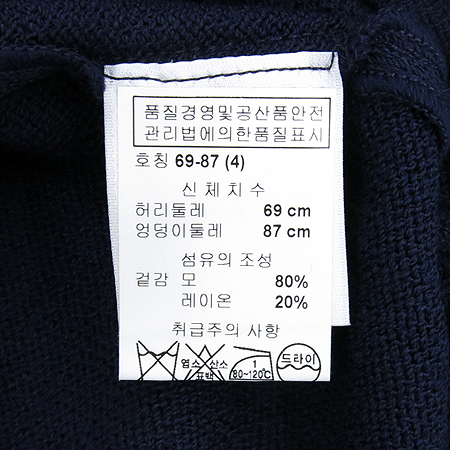 품질경영및공산품안전
관리법에의한품질표시
호칭 69-87 (4)
신체치수
허리둘레 69 cm
엉덩이둘레 87 cm
섬유의 조성
겉감 모 80%
레이온 20%
취급주의 사항
염소 산소 표백
1
80~120℃
드라이